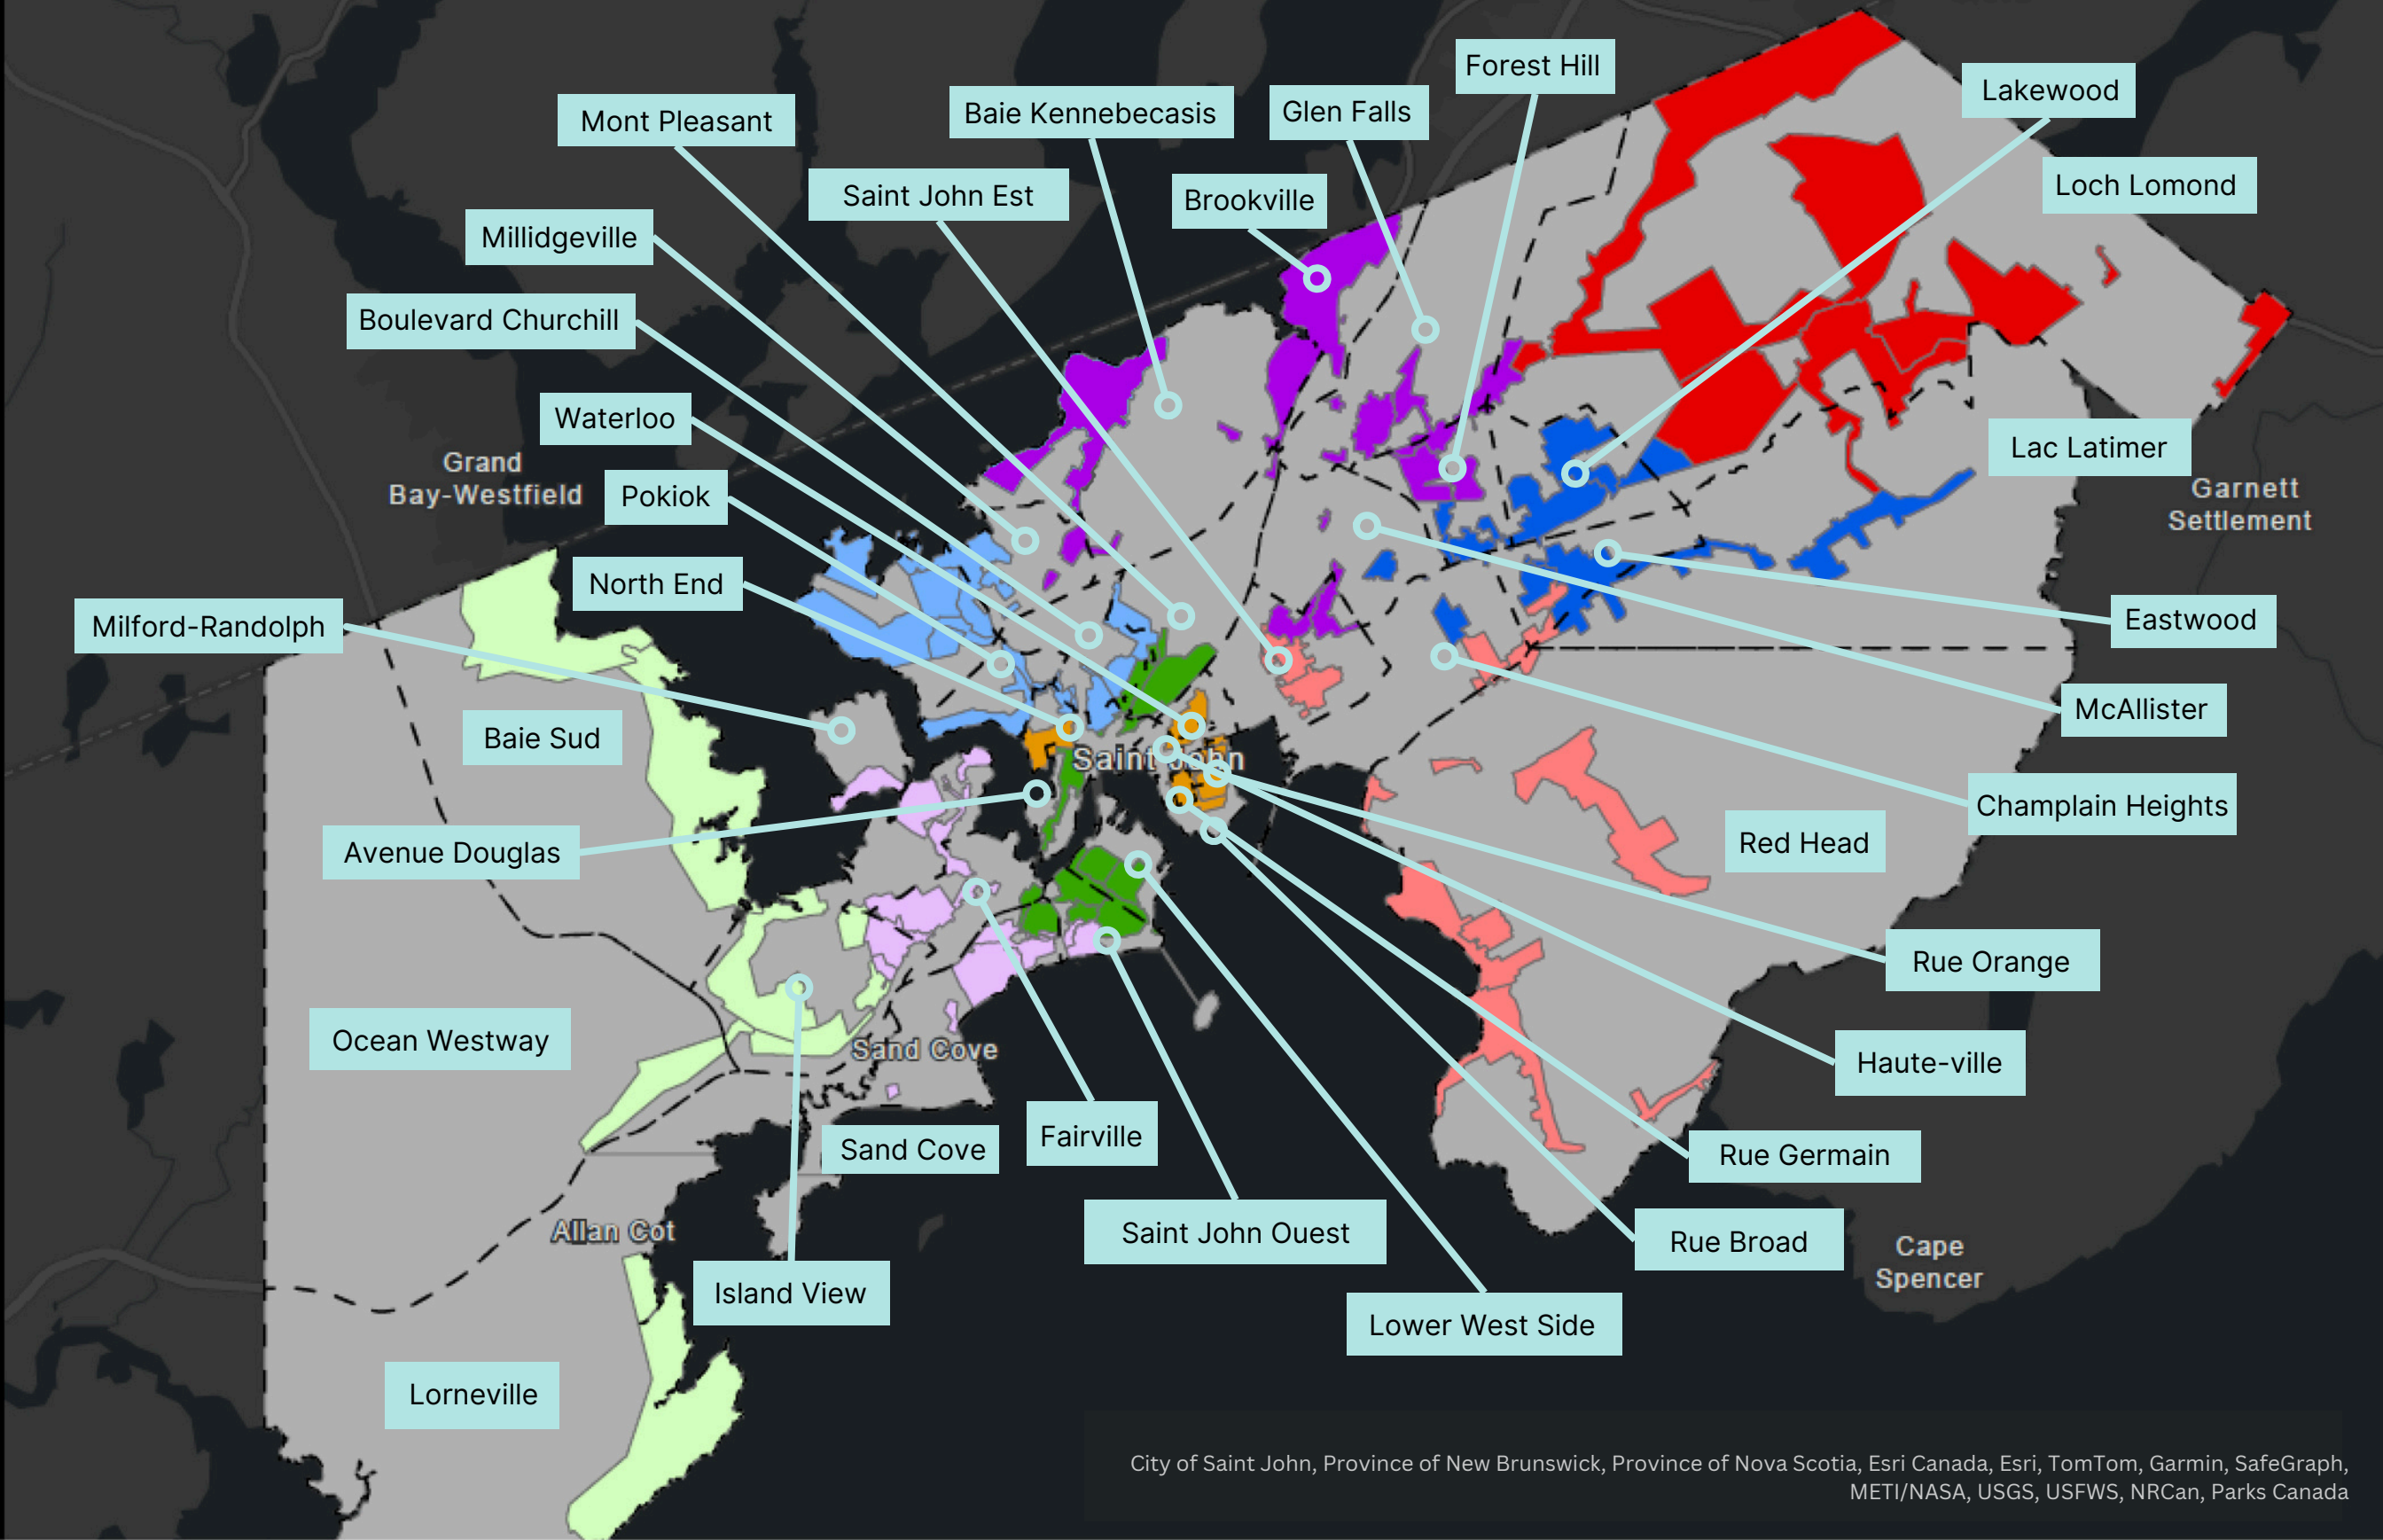 Forest Hill
Lakewood
Mont Pleasant
Baie Kennebecasis
Glen Falls
Loch Lomond
Saint John Est
Brookville
Millidgeville
Boulevard Churchill
Waterloo
Lac Latimer
Grand
Bay-Westfield
Pokiok
Garnett
Settlement
North End
Milford-Randolph
Eastwood
McAllister
Baie Sud
Saint John
Champlain Heights
Red Head
Avenue Douglas
Rue Orange
Ocean Westway
Sand Cove
Haute-ville
Fairville
Sand Cove
Rue Germain
Allan Cot
Saint John Ouest
Rue Broad
Cape
Spencer
Island View
Lower West Side
Lorneville
City of Saint John, Province of New Brunswick, Province of Nova Scotia, Esri Canada, Esri, TomTom, Garmin, SafeGraph,
METI/NASA, USGS, USFWS, NRCan, Parks Canada